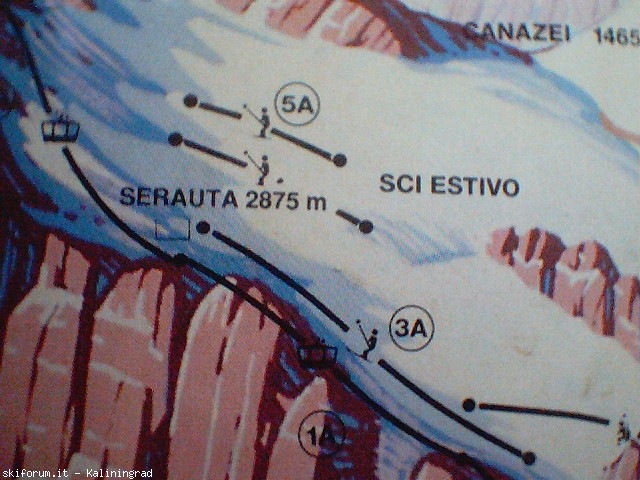 CANAZEI 1465
5A
SCI ESTIVO
SERAUTA 2875 m
3A
1A
skiforum.it - Kaliningrad